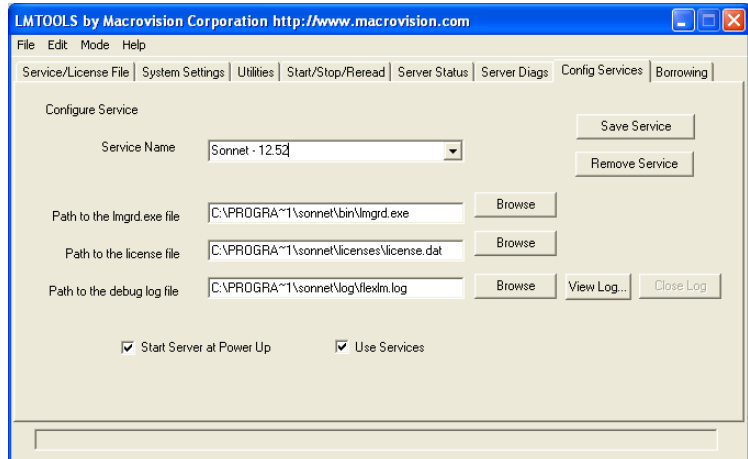 LMTOOLS by Macrovision Corporation http://www.macrovision.com
File Edit Mode Help
Service/License File System Settings Utilities Start/Stop/Reread Server Status Server Diags Config Services Borrowing
Configure Service
Save Service
Service Name Sonnet - 12.52
Remove Service
Path to the lmgrd.exe file C:\PROGRA~1\sonnet\bin\lmgrd.exe Browse
Path to the license file C:\PROGRA~1\sonnet\licenses\license.dat Browse
Path to the debug log file C:\PROGRA~1\sonnet\log\flexlm.log Browse View Log... Close Log
Start Server at Power Up Use Services